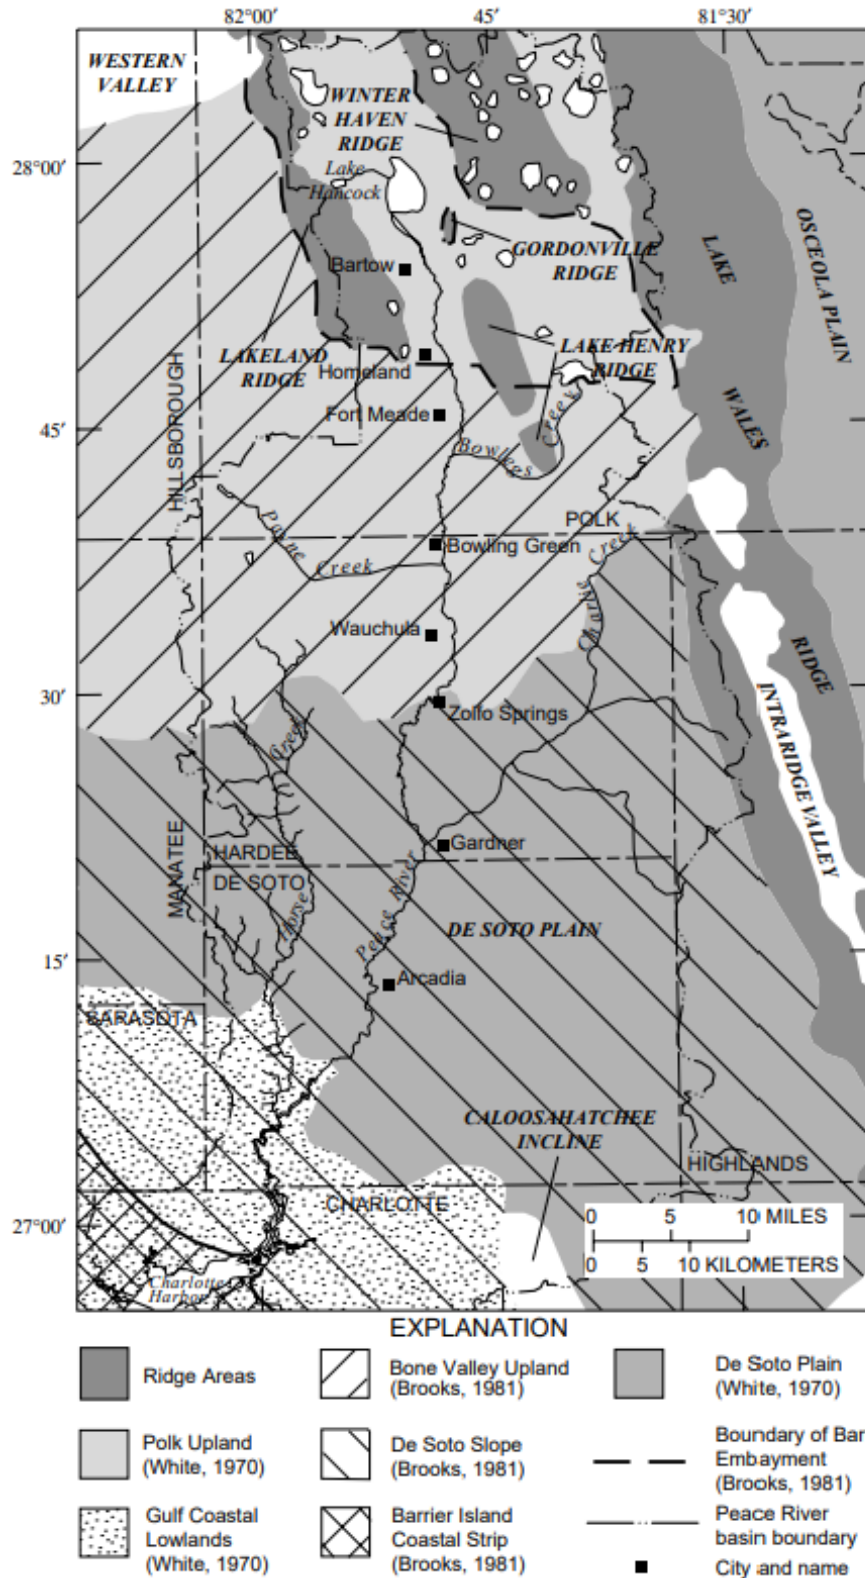 82°00′
45′
81°30′
WESTERN
VALLEY
WINTER
HAVEN
RIDGE
28°00′
Lake
Hancock
OSCEOLA PLAIN
GORDONVILLE
RIDGE
LAKE
WALES
RIDGE
Bartow
LAKELAND
RIDGE
LAKE HENRY
RIDGE
Homeland
HILLSBOROUGH
Fort Meade
45′
Bowlegs
Creek
POLK
Payne
Creek
Bowling Green
Charlie
Creek
Wauchula
30′
Zolfo Springs
Creek
INTRARIDGE VALLEY
MANATEE
HARDEE
Gardner
DE SOTO
Horse
Peace River
DE SOTO PLAIN
15′
Arcadia
SARASOTA
CALOOSAHATCHEE
INCLINE
HIGHLANDS
CHARLOTTE
27°00′
0 5 10 MILES
0 5 10 KILOMETERS
Charlotte
Harbor
EXPLANATION
Ridge Areas
Polk Upland
(White, 1970)
Gulf Coastal
Lowlands
(White, 1970)
Bone Valley Upland
(Brooks, 1981)
De Soto Slope
(Brooks, 1981)
Barrier Island
Coastal Strip
(Brooks, 1981)
De Soto Plain
(White, 1970)
Boundary of Bar
Embayment
(Brooks, 1981)
Peace River
basin boundary
City and name